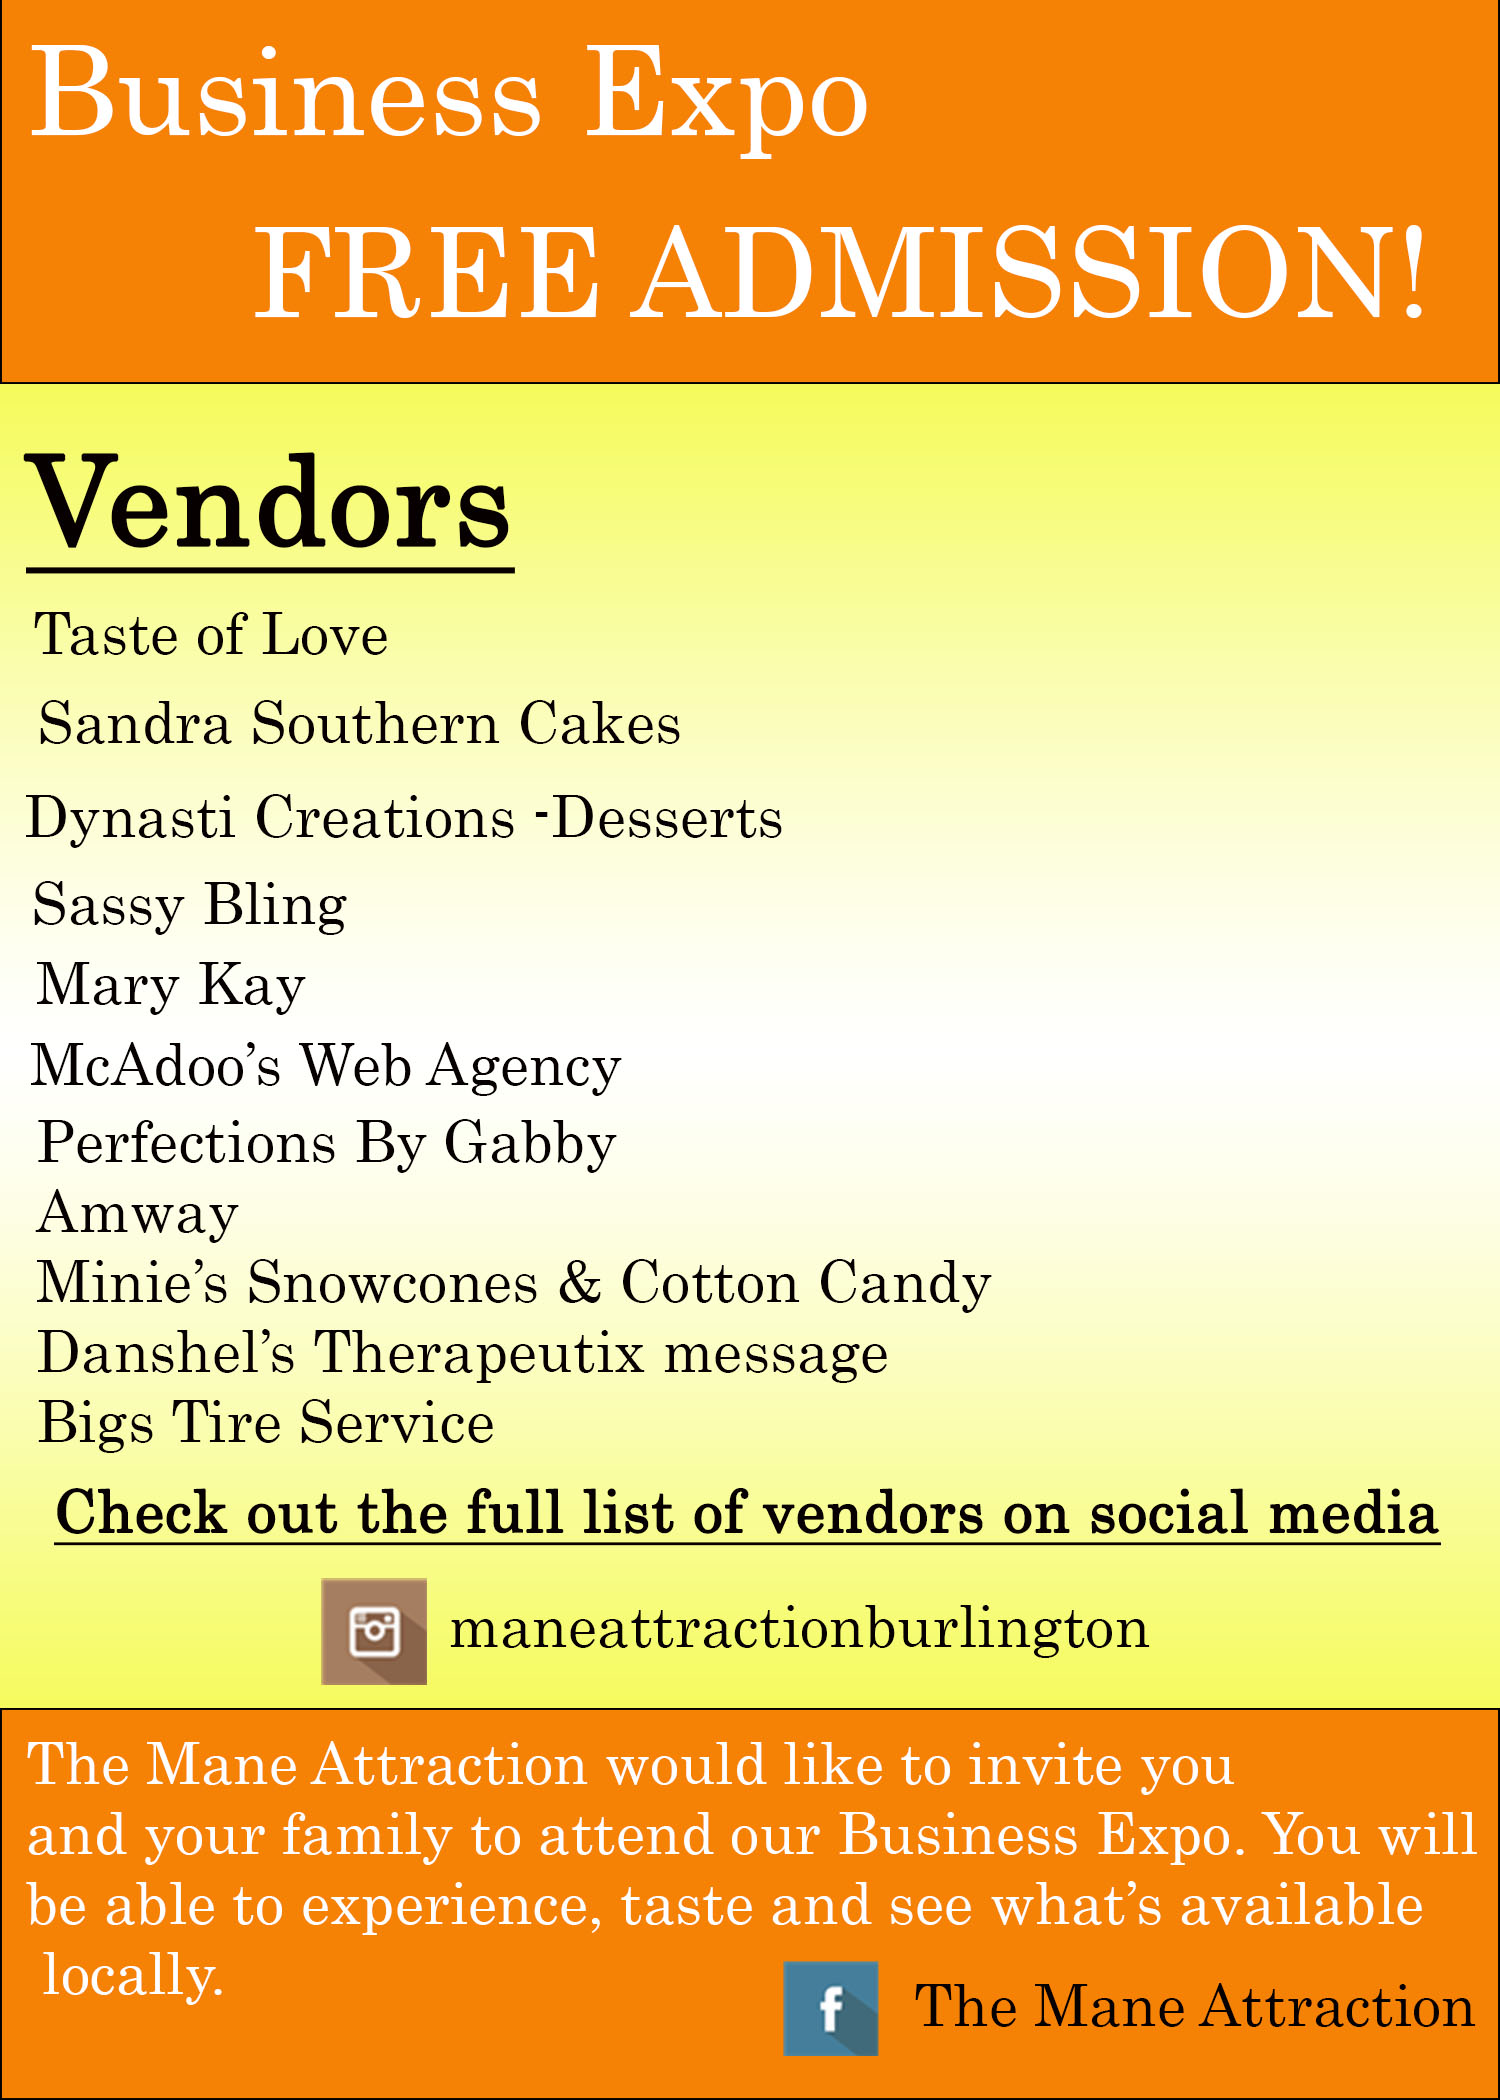 Business Expo
FREE ADMISSION!
Vendors
Taste of Love
Sandra Southern Cakes
Dynasti Creations -Desserts
Sassy Bling
Mary Kay
McAdoo’s Web Agency
Perfections By Gabby
Amway
Minie’s Snowcones & Cotton Candy
Danshel’s Therapeutix message
Bigs Tire Service
Check out the full list of vendors on social media
maneattractionburlington
The Mane Attraction would like to invite you
and your family to attend our Business Expo. You will
be able to experience, taste and see what’s available
locally.
f The Mane Attraction